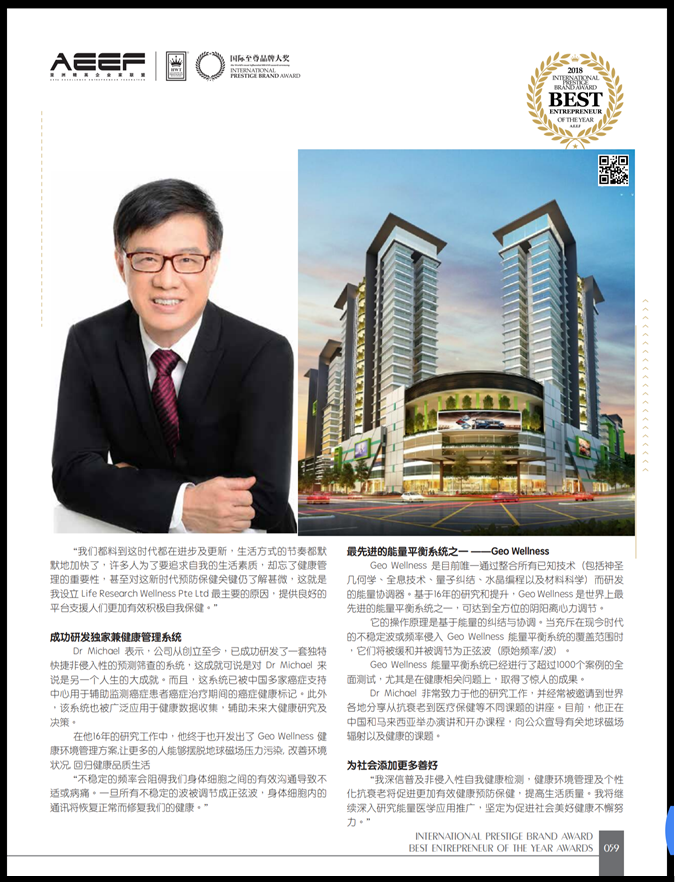 AEEF
亚洲精英企业家联盟
国际至尊品牌大奖
INTERNATIONAL
PRESTIGE BRAND AWARD
2018
INTERNATIONAL
PRESTIGE
BRAND AWARD
BEST
ENTREPRENEUR
OF THE YEAR
A.E.E.F
“我们都料到这时代都在进步及更新，生活方式的节奏都默
默地加快了，许多人为了要追求自我的生活素质，却忘了健康管
理的重要性，甚至对这新时代预防保健关键仍了解甚微，这就是
我设立 Life Research Wellness Pte Ltd 最主要的原因，提供良好的
平台支援人们更加有效积极自我保健。”
成功研发独家兼健康管理系统
Dr Michael 表示，公司从创立至今，已成功研发了一套独特
快捷非侵入性的预测筛查的系统，这成就可说是对 Dr Michael 来
说是另一个人生的大成就。而且，这系统已被中国多家癌症支持
中心用于辅助监测癌症患者癌症治疗期间的癌症健康标记。此外
，该系统也被广泛应用于健康数据收集，辅助未来大健康研究及
决策。
在他16年的研究工作中，他终于也开发出了 Geo Wellness 健
康环境管理方案,让更多的人能够摆脱地球磁场压力污染, 改善环境
状况, 回归健康品质生活
“不稳定的频率会阻碍我们身体细胞之间的有效沟通导致不
适或病痛。一旦所有不稳定的波被调节成正弦波，身体细胞内的
通讯将恢复正常而修复我们的健康。”
最先进的能量平衡系统之一 ——Geo Wellness
Geo Wellness 是目前唯一通过整合所有已知技术（包括神圣
几何学、全息技术、量子纠结、水晶编程以及材料科学）而研发
的能量协调器。基于16年的研究和提升，Geo Wellness 是世界上最
先进的能量平衡系统之一，可达到全方位的阴阳离心力调节。
它的操作原理是基于能量的纠结与协调。当充斥在现今时代
的不稳定波或频率侵入 Geo Wellness 能量平衡系统的覆盖范围时
，它们将被缓和并被调节为正弦波（原始频率/波）。
Geo Wellness 能量平衡系统已经进行了超过1000个案例的全
面测试，尤其是在健康相关问题上，取得了惊人的成果。
Dr Michael 非常致力于他的研究工作，并经常被邀请到世界
各地分享从抗衰老到医疗保健等不同课题的讲座。目前，他正在
中国和马来西亚举办演讲和开办课程，向公众宣导有关地球磁场
辐射以及健康的课题。
为社会添加更多善好
“我深信普及非侵入性自我健康检测，健康环境管理及个性
化抗衰老将促进更加有效健康预防保健，提高生活质量。我将继
续深入研究能量医学应用推广，坚定为促进社会美好健康不懈努
力。”
INTERNATIONAL PRESTIGE BRAND AWARD
BEST ENTREPRENEUR OF THE YEAR AWARDS
059